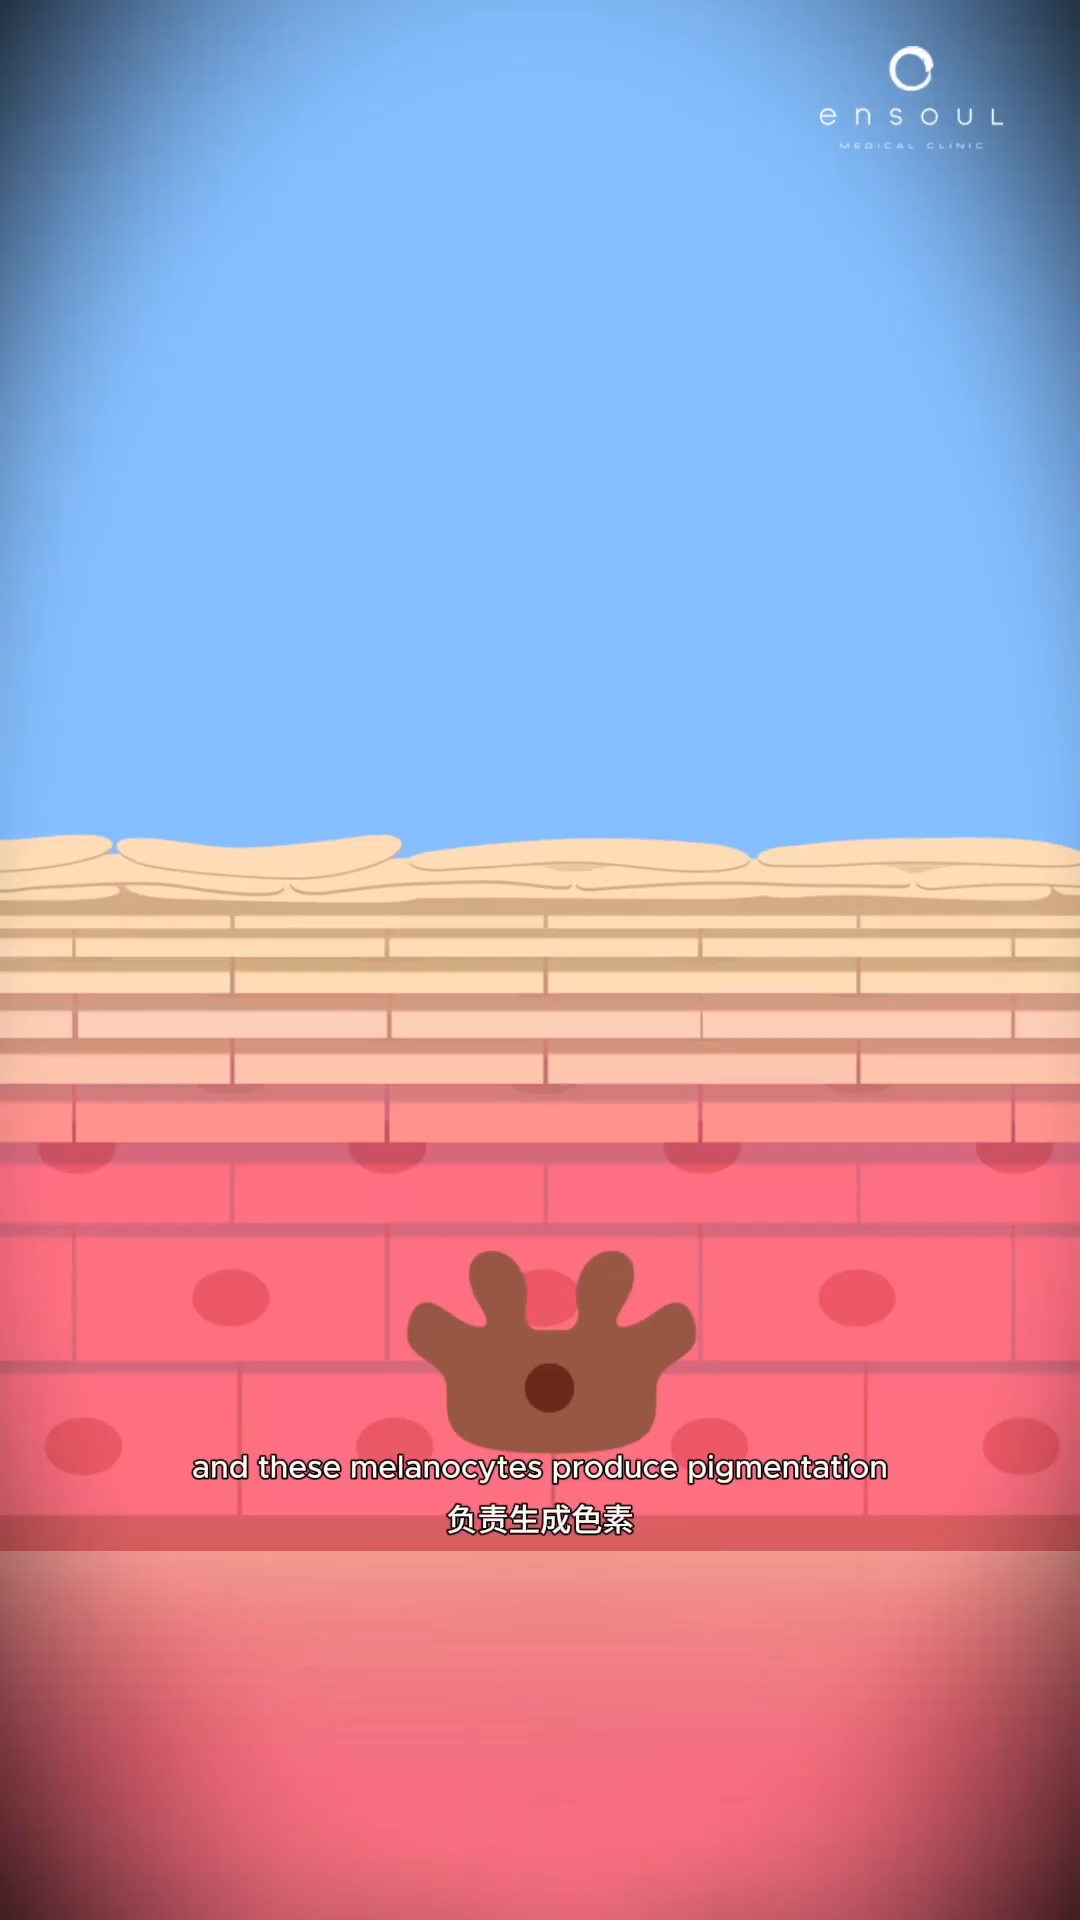 ensoul
MEDICAL CLINIC
and these melanocytes produce pigmentation
负责生成色素